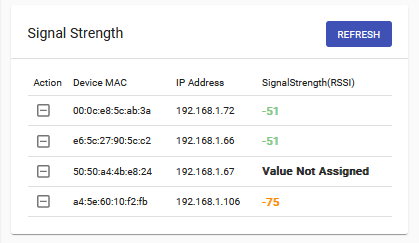 Signal Strength
REFRESH
Action Device MAC IP Address SignalStrength(RSSI)
00:0c:e8:5c:ab:3a 192.168.1.72 -51
e6:5c:27:90:5c:c2 192.168.1.66 -51
50:50:a4:4b:e8:24 192.168.1.67 Value Not Assigned
a4:5e:60:10:f2:fb 192.168.1.106 -75